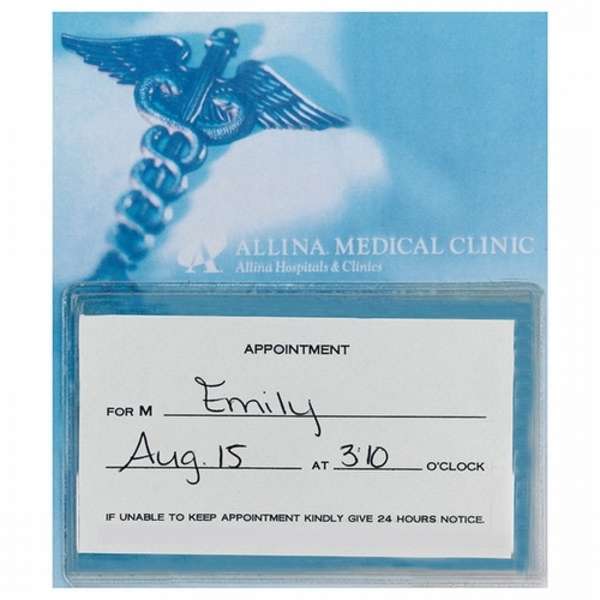 ALLINA MEDICAL CLINIC
Allina Hospitals & Clinics
APPOINTMENT
FOR M Emily
Aug. 15 AT 3:10 O'CLOCK
IF UNABLE TO KEEP APPOINTMENT KINDLY GIVE 24 HOURS NOTICE.